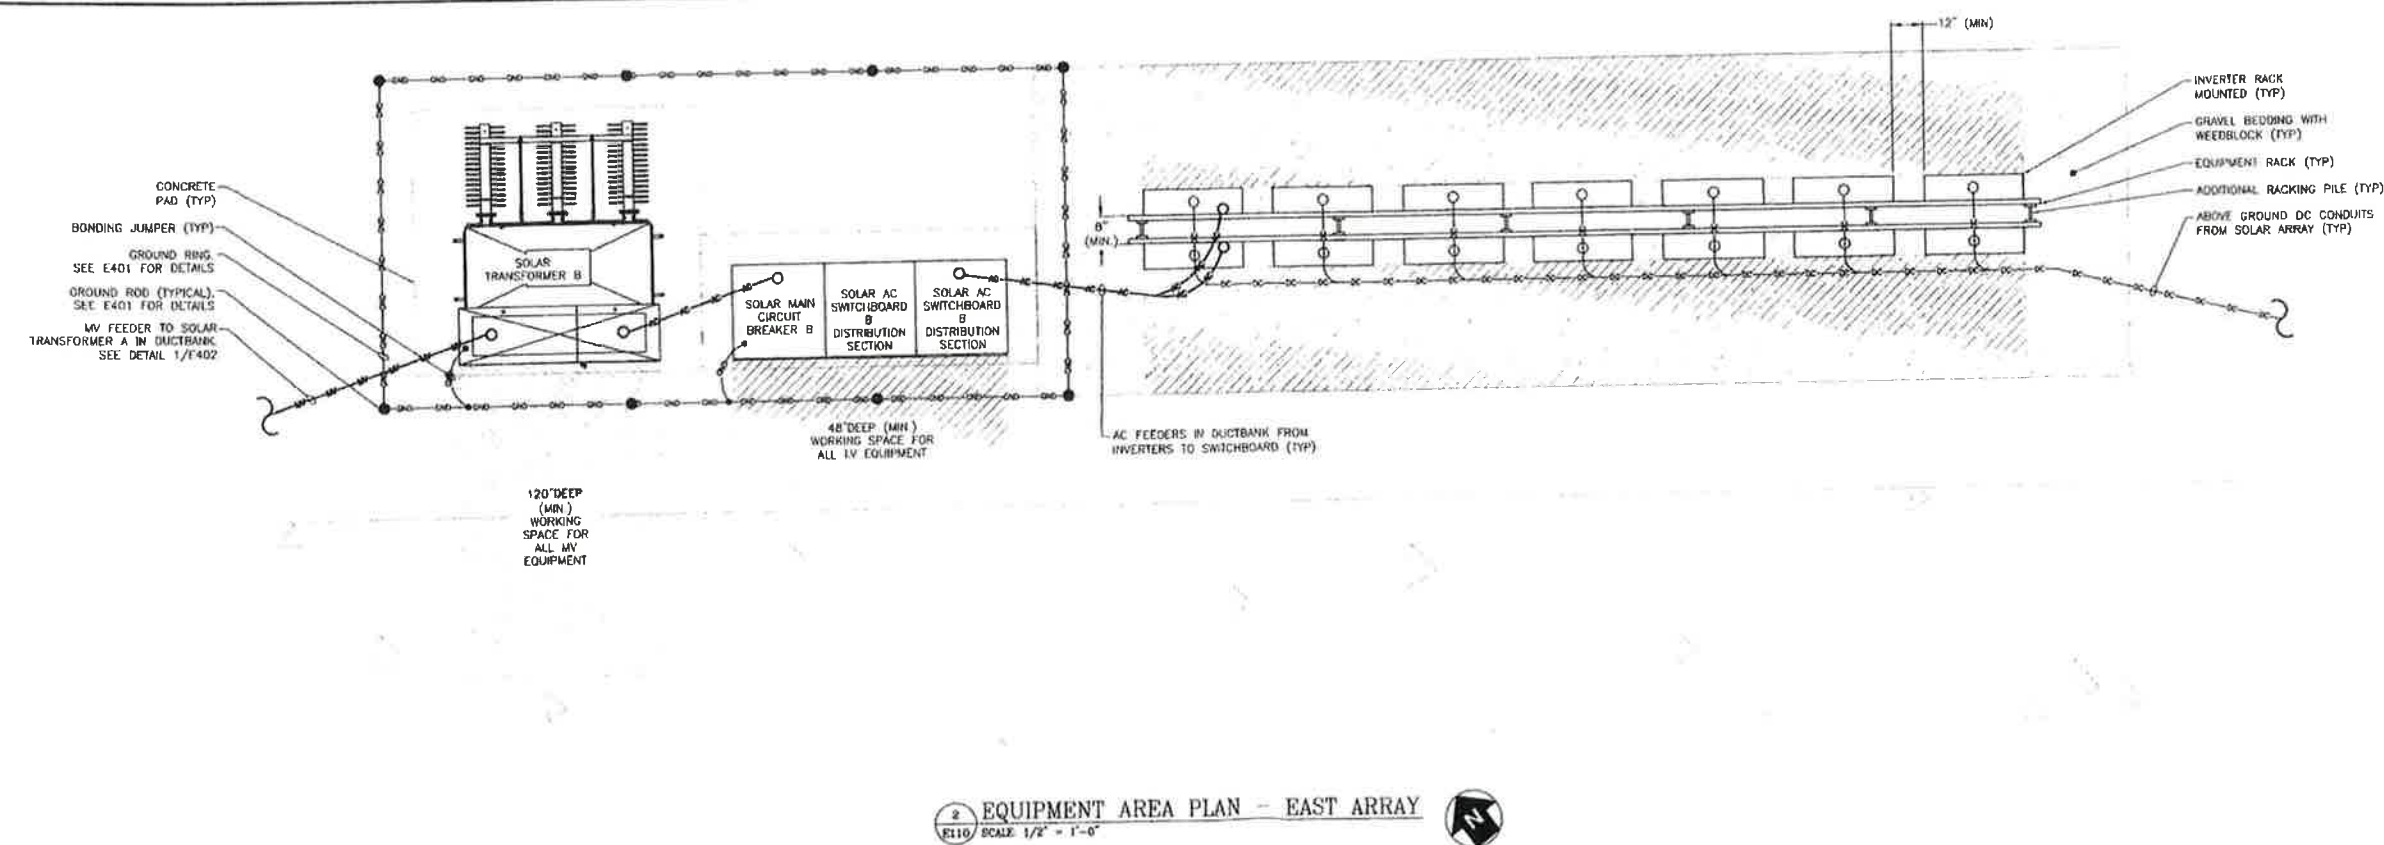 12" (MIN)
INVERTER RACK
MOUNTED (TYP)
GRAVEL BEDDING WITH
WEEDBLOCK (TYP)
EQUIPMENT RACK (TYP)
ADDITIONAL RACKING PILE (TYP)
ABOVE GROUND DC CONDUITS
FROM SOLAR ARRAY (TYP)
CONCRETE
PAD (TYP)
BONDING JUMPER (TYP)
GROUND RING.
SEE E401 FOR DETAILS
GROUND ROD (TYPICAL).
SEE E401 FOR DETAILS
MV FEEDER TO SOLAR
TRANSFORMER A IN DUCTBANK.
SEE DETAIL 1/E402
SOLAR
TRANSFORMER B
SOLAR MAIN
CIRCUIT
BREAKER B
SOLAR AC
SWITCHBOARD
B
DISTRIBUTION
SECTION
SOLAR AC
SWITCHBOARD
B
DISTRIBUTION
SECTION
8"
(MIN.)
48"DEEP (MIN.)
WORKING SPACE FOR
ALL LV EQUIPMENT
AC FEEDERS IN DUCTBANK FROM
INVERTERS TO SWITCHBOARD (TYP)
120"DEEP
(MIN.)
WORKING
SPACE FOR
ALL MV
EQUIPMENT
2
E110
EQUIPMENT AREA PLAN - EAST ARRAY
SCALE 1/2" = 1'-0"
N